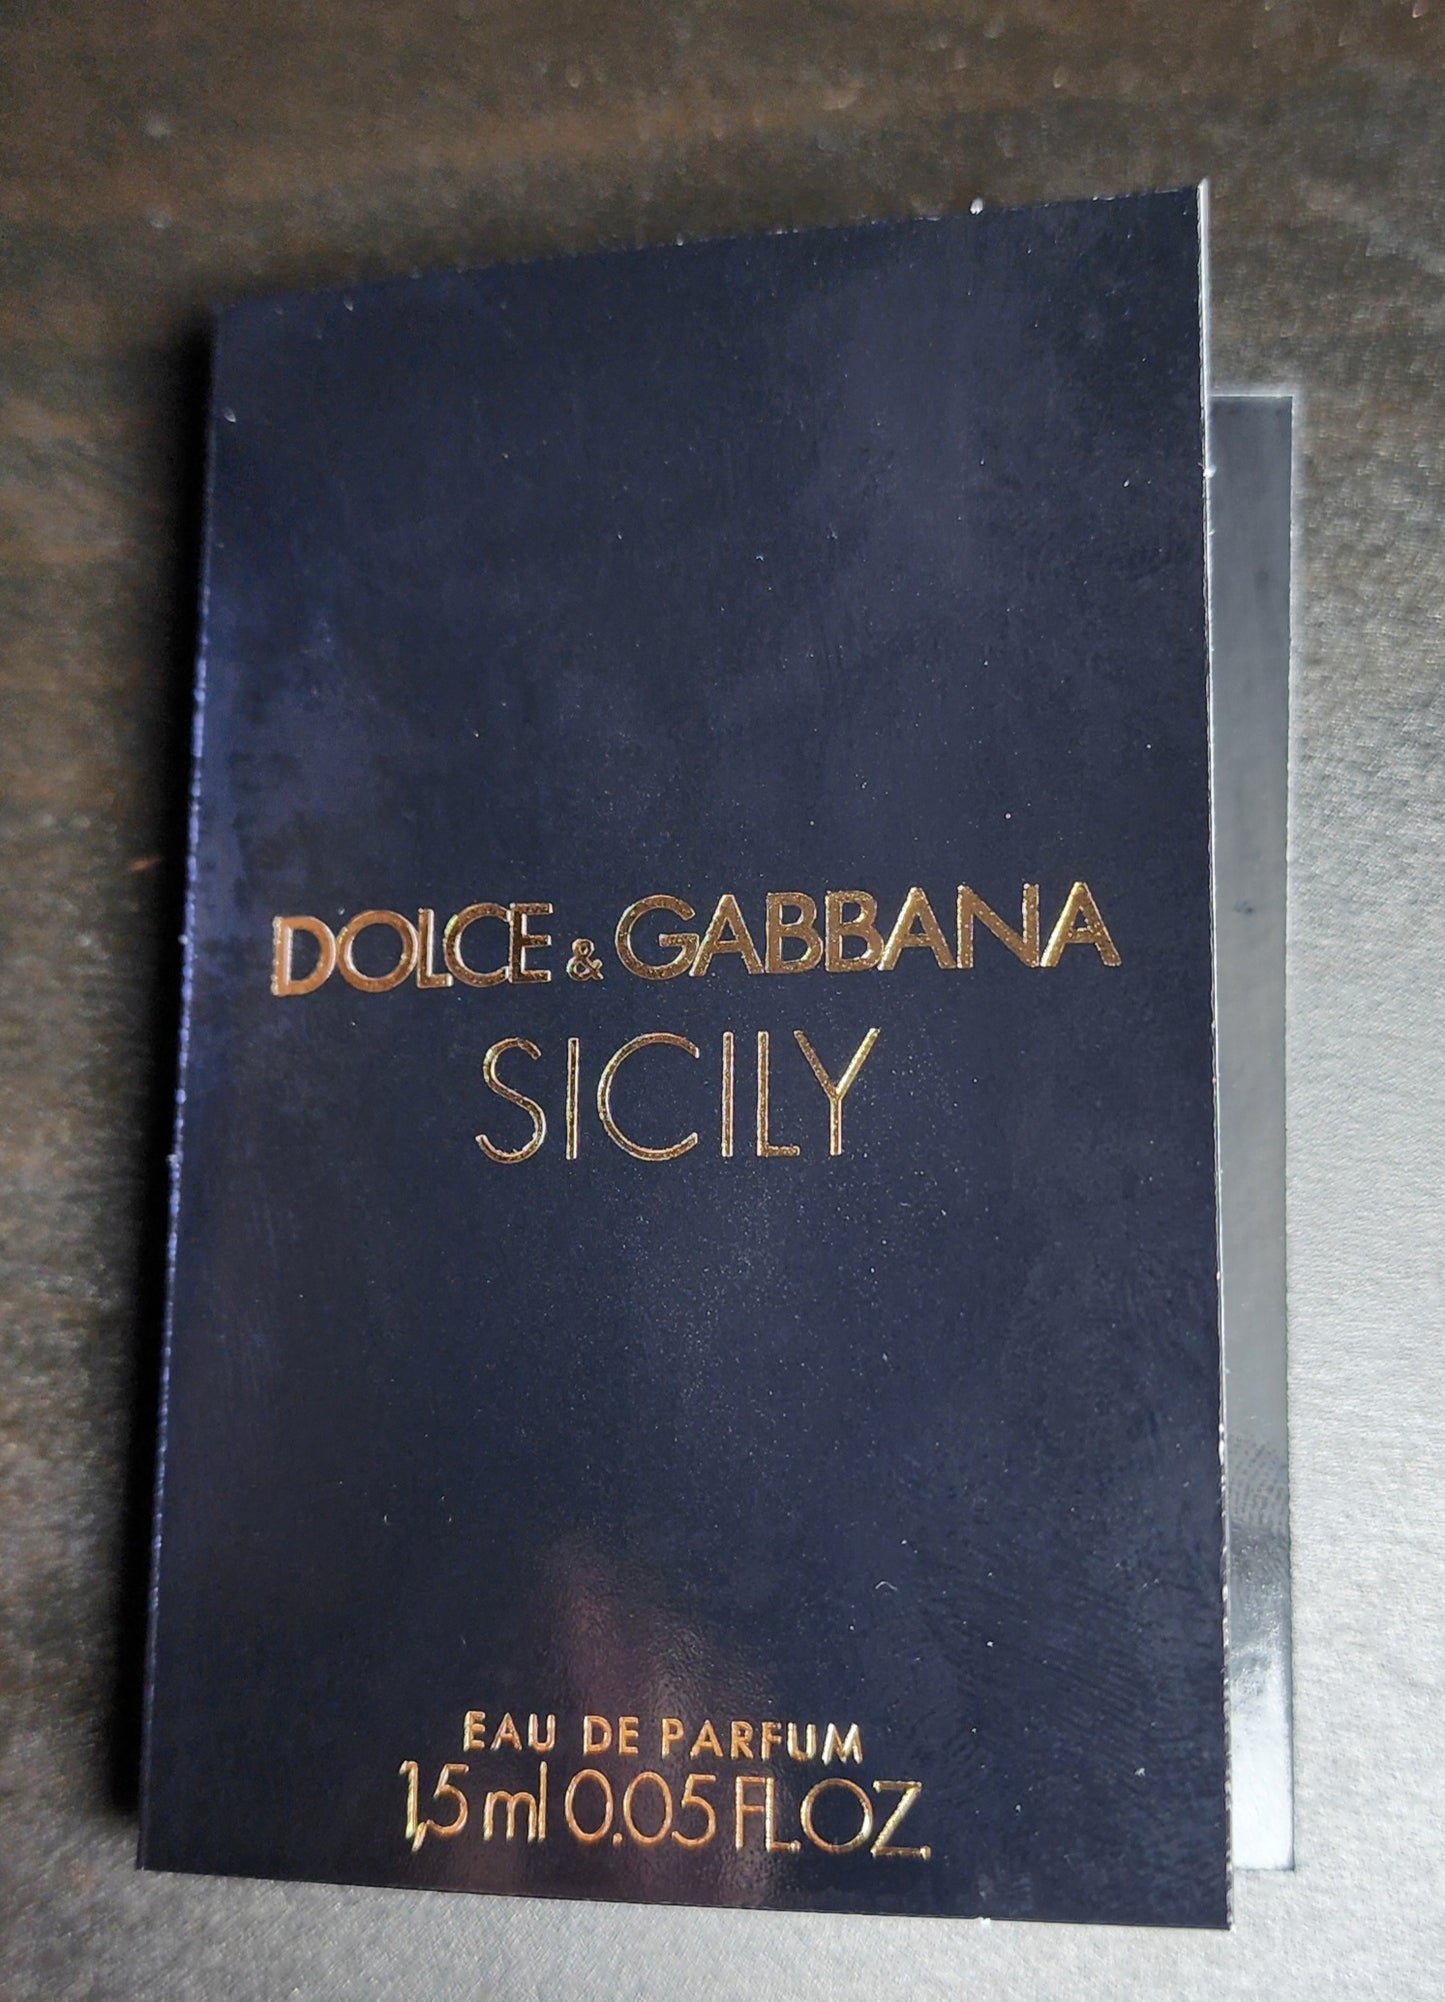 DOLCE & GABBANA
SICILY
EAU DE PARFUM
1,5 ml 0.05 FL.OZ.